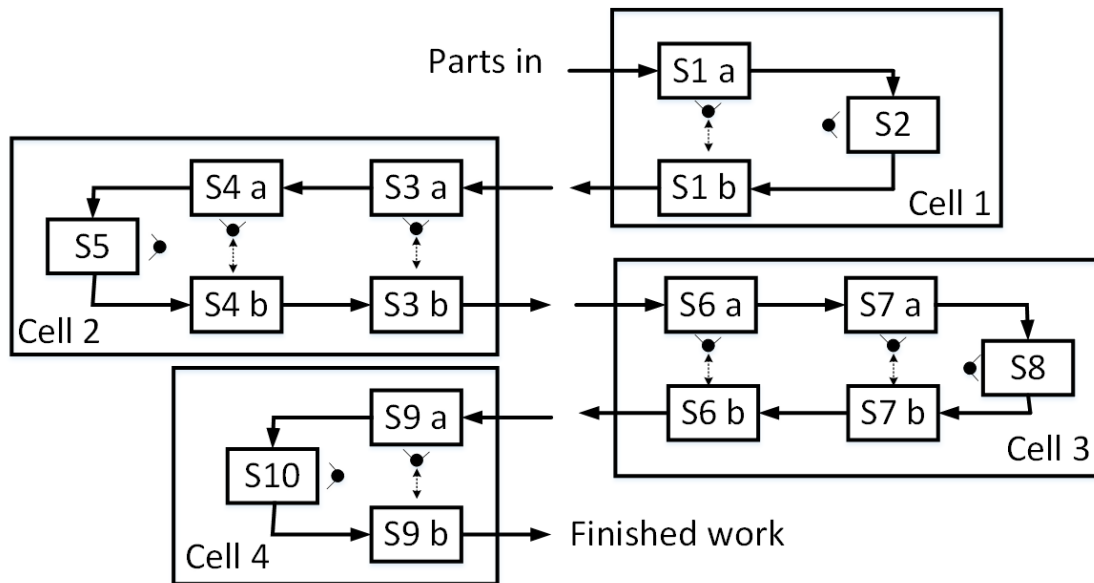 Parts in
S1 a
S2
S1 b
Cell 1
S4 a
S3 a
S5
S4 b
S3 b
Cell 2
S6 a
S7 a
S8
S6 b
S7 b
Cell 3
S9 a
S10
S9 b
Cell 4
Finished work